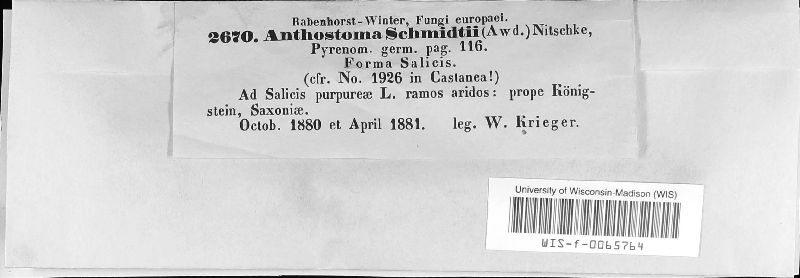 Rabenhorst-Winter, Fungi europaei.
2670. Anthostoma Schmidtii (Awd.) Nitschke,
Pyrenom. germ. pag. 116.
Forma Salicis.
(cfr. No. 1926 in Castanea!)
Ad Salicis purpureæ L. ramos aridos: prope König-
stein, Saxoniæ.
Octob. 1880 et April 1881. leg. W. Krieger.
University of Wisconsin-Madison (WIS)
WIS-f-0065764